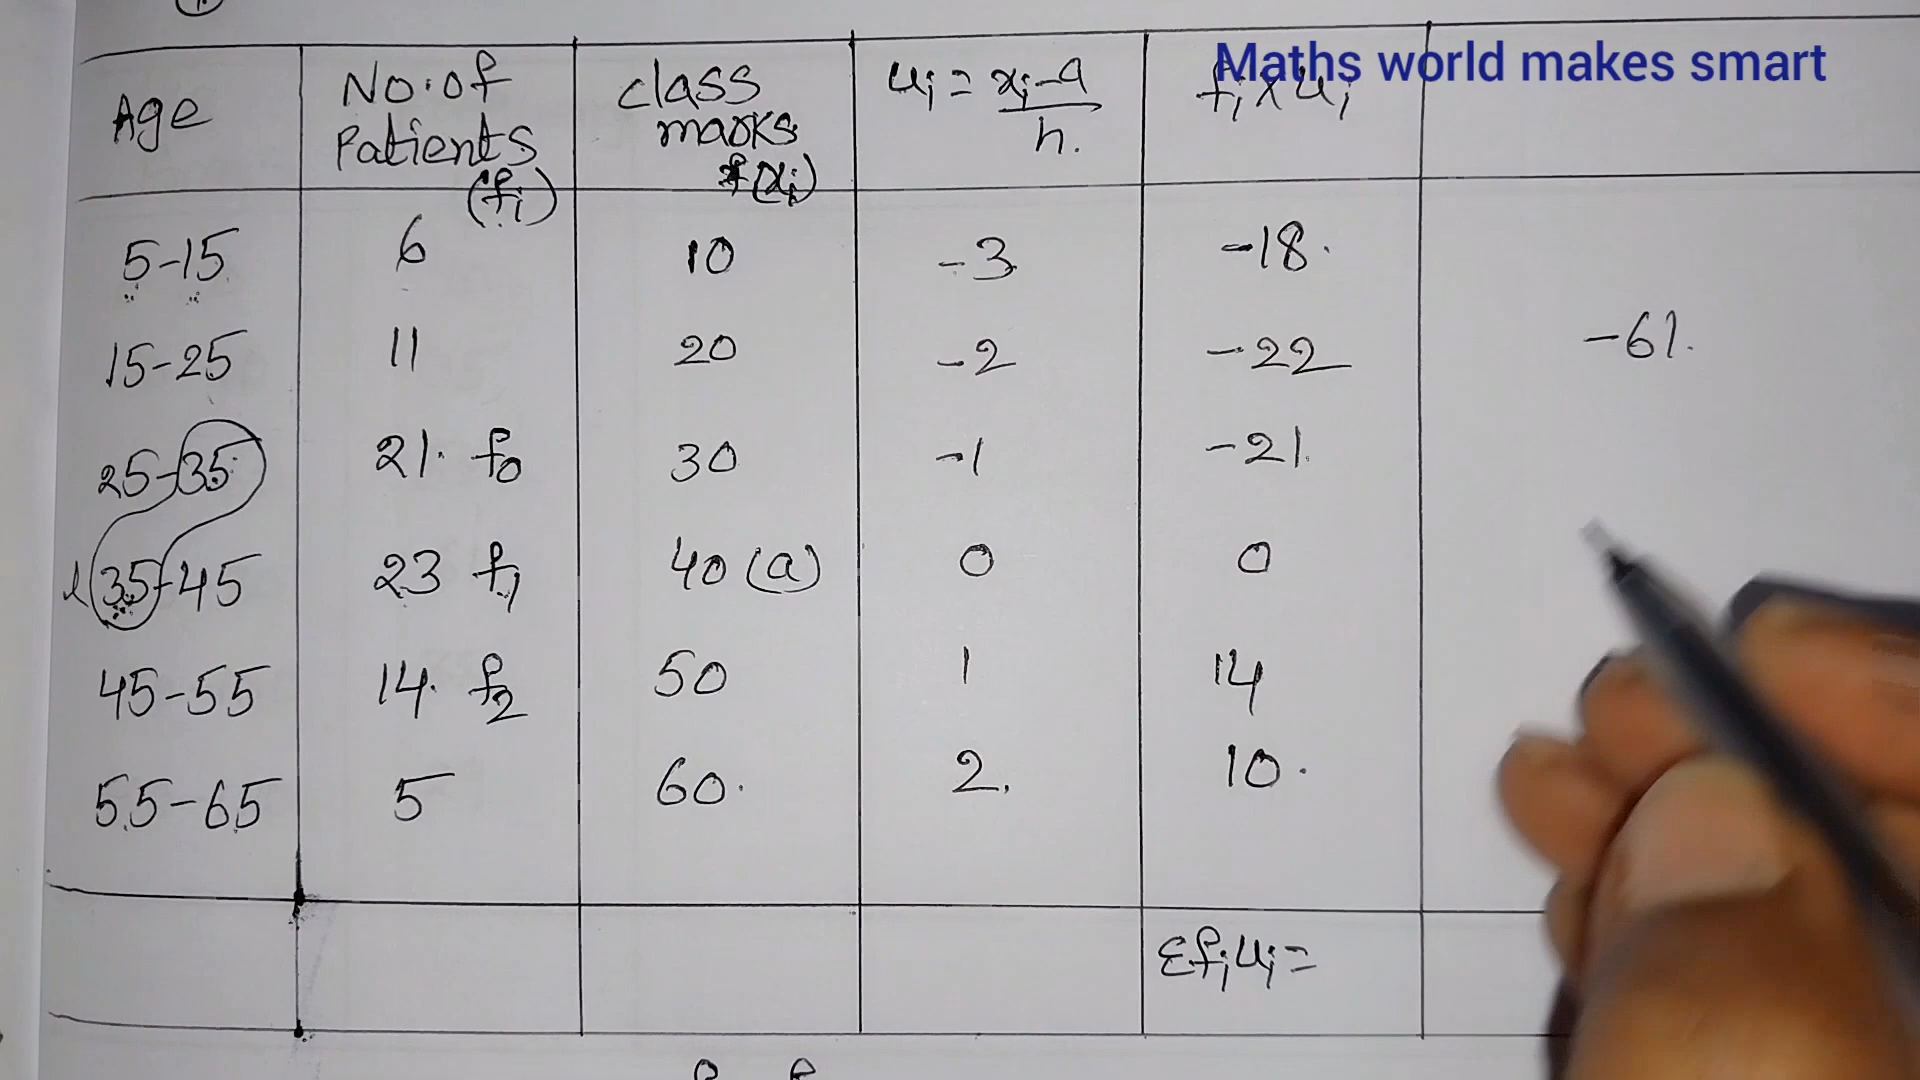 Maths world makes smart
Age | No. of Patients (fi) | class marks (xi) | ui = xi-a / h. | fi x ui
5-15 | 6 | 10 | -3 | -18.
15-25 | 11 | 20 | -2 | -22 | -61.
25-35 | 21. f0 | 30 | -1 | -21.
l 35-45 | 23 f1 | 40 (a) | 0 | 0
45-55 | 14. f2 | 50 | 1 | 14
55-65 | 5 | 60. | 2. | 10.
Σfiui =